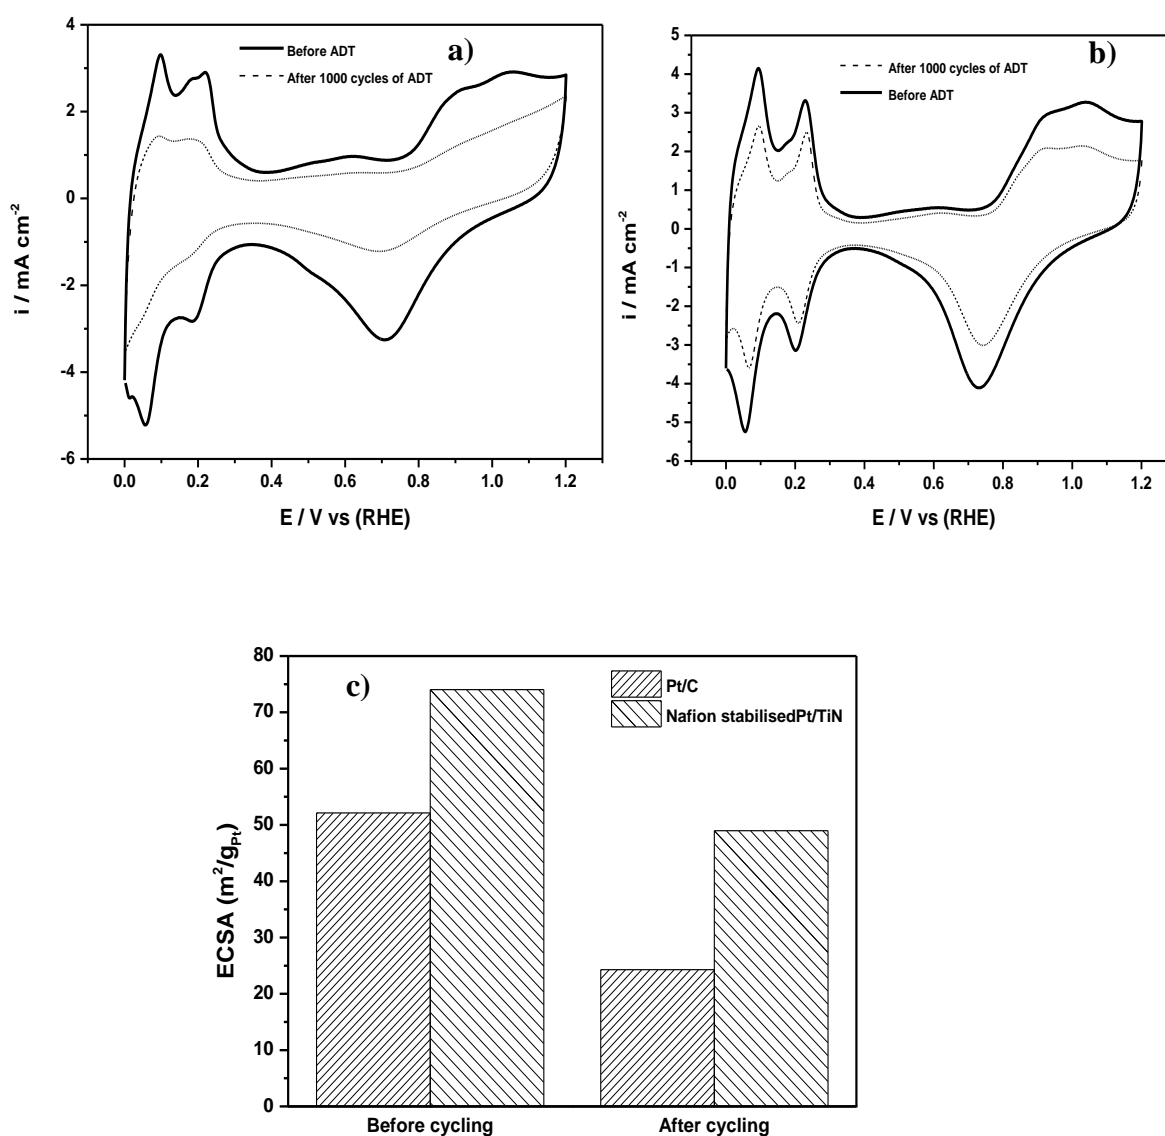 a)
Before ADT
After 1000 cycles of ADT
4
2
0
-2
-4
-6
i / mA cm-2
0.0 0.2 0.4 0.6 0.8 1.0 1.2
E / V vs (RHE)
b)
After 1000 cycles of ADT
Before ADT
5
4
3
2
1
0
-1
-2
-3
-4
-5
-6
i / mA cm-2
0.0 0.2 0.4 0.6 0.8 1.0 1.2
E / V vs (RHE)
c)
Pt/C
Nafion stabilisedPt/TiN
80
70
60
50
40
30
20
10
0
ECSA (m2/gPt)
Before cycling After cycling